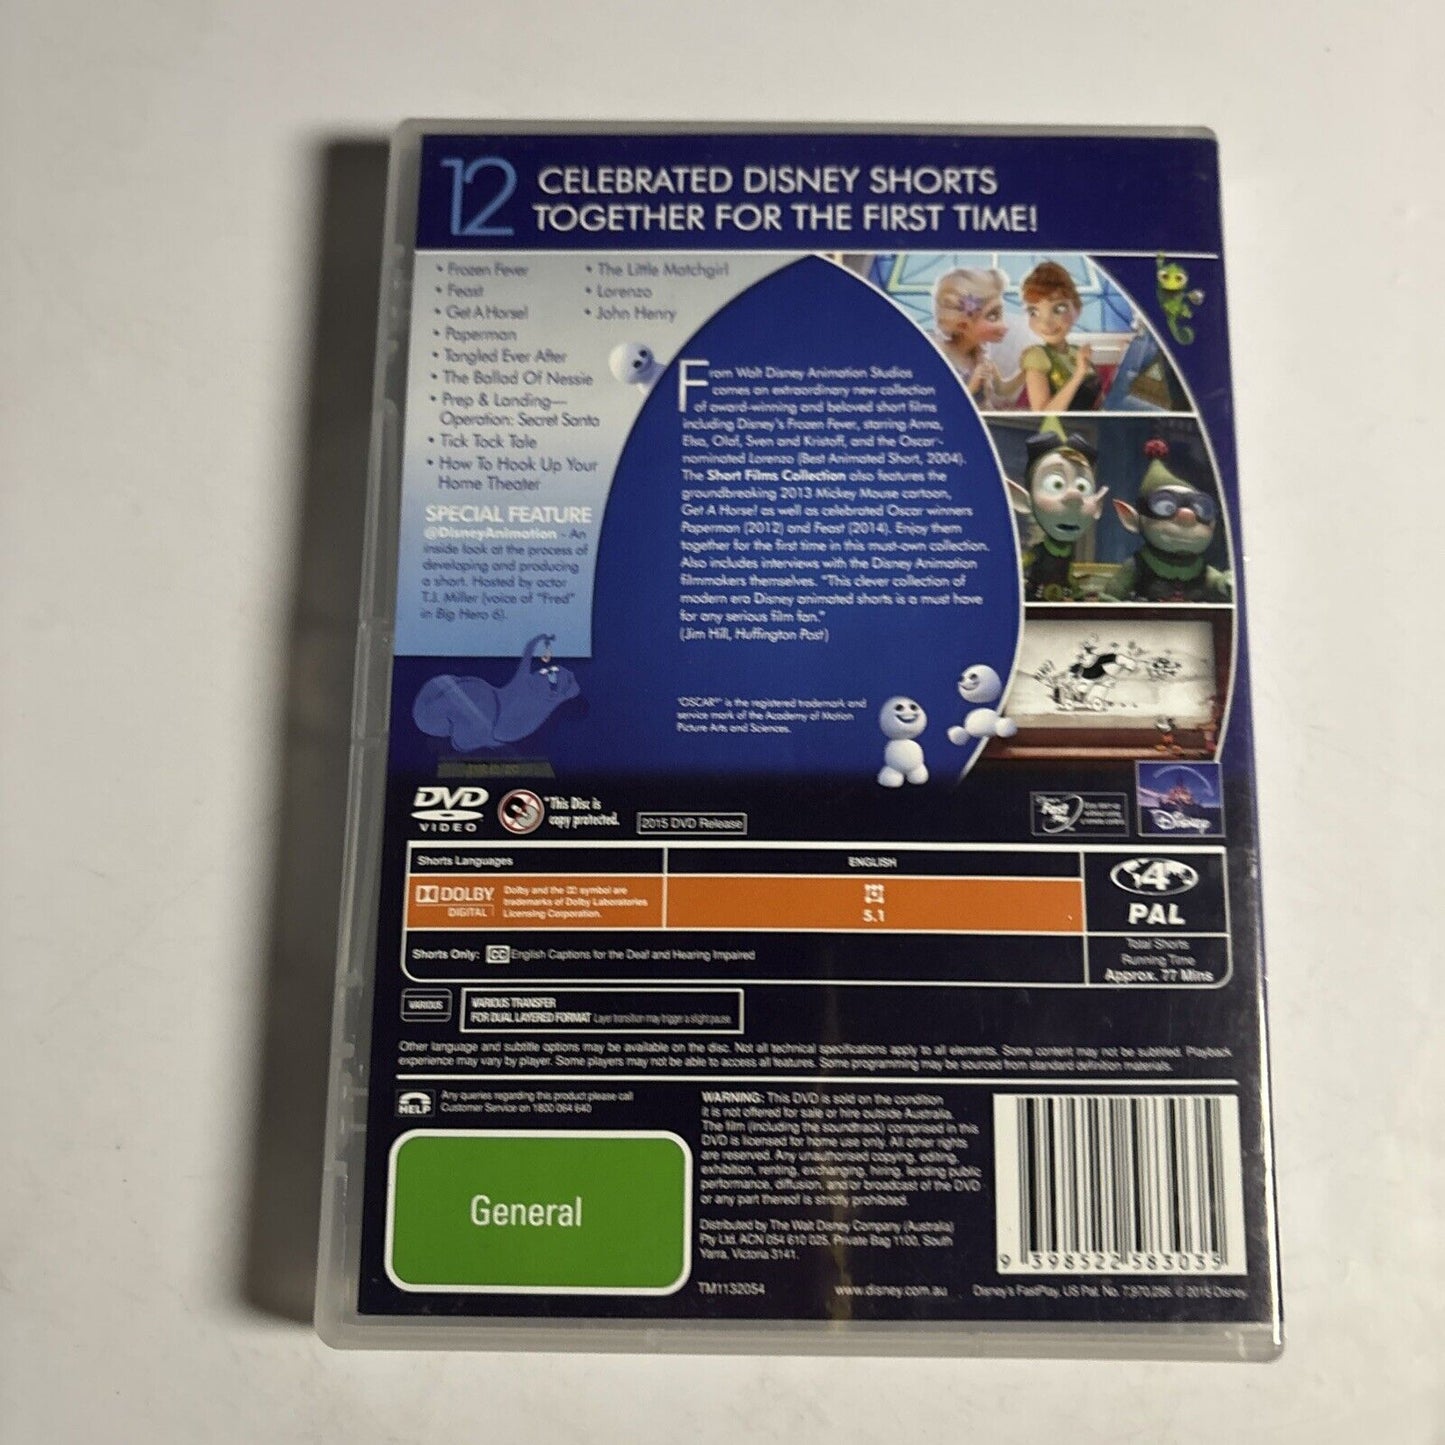 12 CELEBRATED DISNEY SHORTS
TOGETHER FOR THE FIRST TIME!
• Frozen Fever
• Feast
• Get A Horse!
• Paperman
• Tangled Ever After
• The Ballad Of Nessie
• Prep & Landing—
Operation: Secret Santa
• Tick Tock Tale
• How To Hook Up Your
Home Theater
• The Little Matchgirl
• Lorenzo
• John Henry
SPECIAL FEATURE
@DisneyAnimation - An
inside look at the process of
developing and producing
a short. Hosted by actor
T.J. Miller (voice of "Fred"
in Big Hero 6).
From Walt Disney Animation Studios
comes an extraordinary new collection
of award-winning and beloved short films
including Disney's Frozen Fever, starring Anna,
Elsa, Olaf, Sven and Kristoff, and the Oscar®-
nominated Lorenzo (Best Animated Short, 2004).
The Short Films Collection also features the
groundbreaking 2013 Mickey Mouse cartoon,
Get A Horse! as well as celebrated Oscar winners
Paperman (2012) and Feast (2014). Enjoy them
together for the first time in this must-own collection.
Also includes interviews with the Disney Animation
filmmakers themselves. "This clever collection of
modern era Disney animated shorts is a must have
for any serious film fan."
(Jim Hill, Huffington Post)
"OSCAR®" is the registered trademark and
service mark of the Academy of Motion
Picture Arts and Sciences.
DVD
VIDEO
"This Disc is
copy protected.
2015 DVD Release
Disney
Shorts Languages
ENGLISH
DOLBY
DIGITAL
Dolby and the symbol are
trademarks of Dolby Laboratories
Licensing Corporation.
5.1
4
PAL
Shorts Only: CC English Captions for the Deaf and Hearing Impaired
Total Shorts
Running Time
Approx. 77 Mins
VARIOUS
VARIOUS TRANSFER
FOR DUAL LAYERED FORMAT Layer transition may trigger a slight pause.
Other language and subtitle options may be available on the disc. Not all technical specifications apply to all elements. Some content may not be subtitled. Playback
experience may vary by player. Some players may not be able to access all features. Some programming may be sourced from standard definition materials.
HELP
Any queries regarding this product please call
Customer Service on 1800 064 640
General
WARNING: This DVD is sold on the condition
it is not offered for sale or hire outside Australia.
The film (including the soundtrack) comprised in this
DVD is licensed for home use only. All other rights
are reserved. Any unauthorised copying, editing,
exhibition, renting, exchanging, hiring, lending public
performance, diffusion, and/or broadcast of the DVD
or any part thereof is strictly prohibited.
Distributed by The Walt Disney Company (Australia)
Pty Ltd. ACN 054 610 025, Private Bag 1100, South
Yarra, Victoria 3141.
TM1132054
www.disney.com.au
9 398522 583035
Disney's FastPlay, US Pat. No. 7,970,256. © 2015 Disney